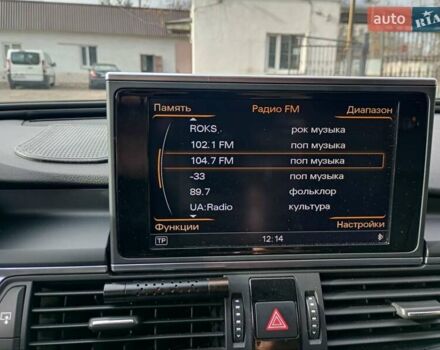 auto RIA
Память Радио FM Диапазон
ROKS. рок музыка
102.1 FM поп музыка
104.7 FM поп музыка
-33 поп музыка
89.7 фольклор
UA:Radio культура
Функции Настройки
TP 12:14